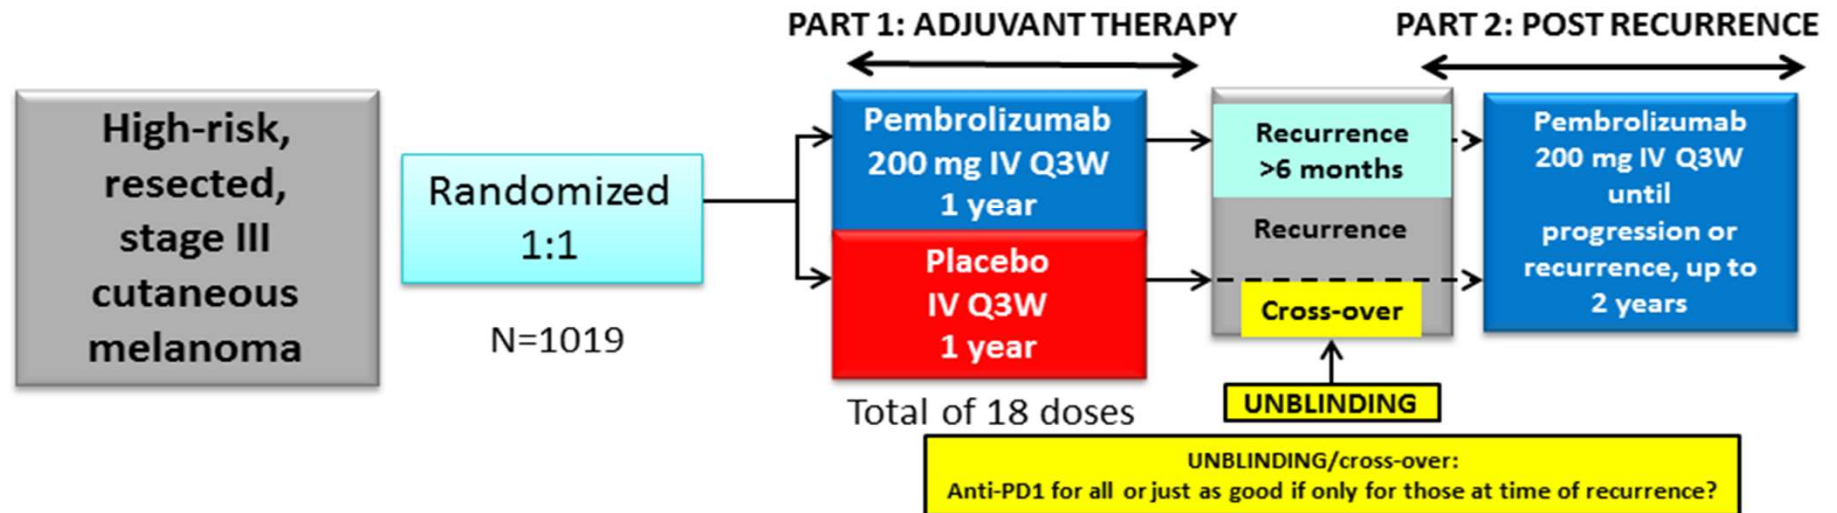 PART 1: ADJUVANT THERAPY
PART 2: POST RECURRENCE
High-risk,
resected,
stage III
cutaneous
melanoma
Randomized
1:1
N=1019
Pembrolizumab
200 mg IV Q3W
1 year
Placebo
IV Q3W
1 year
Total of 18 doses
Recurrence
>6 months
Recurrence
Cross-over
UNBLINDING
Pembrolizumab
200 mg IV Q3W
until
progression or
recurrence, up to
2 years
UNBLINDING/cross-over:
Anti-PD1 for all or just as good if only for those at time of recurrence?